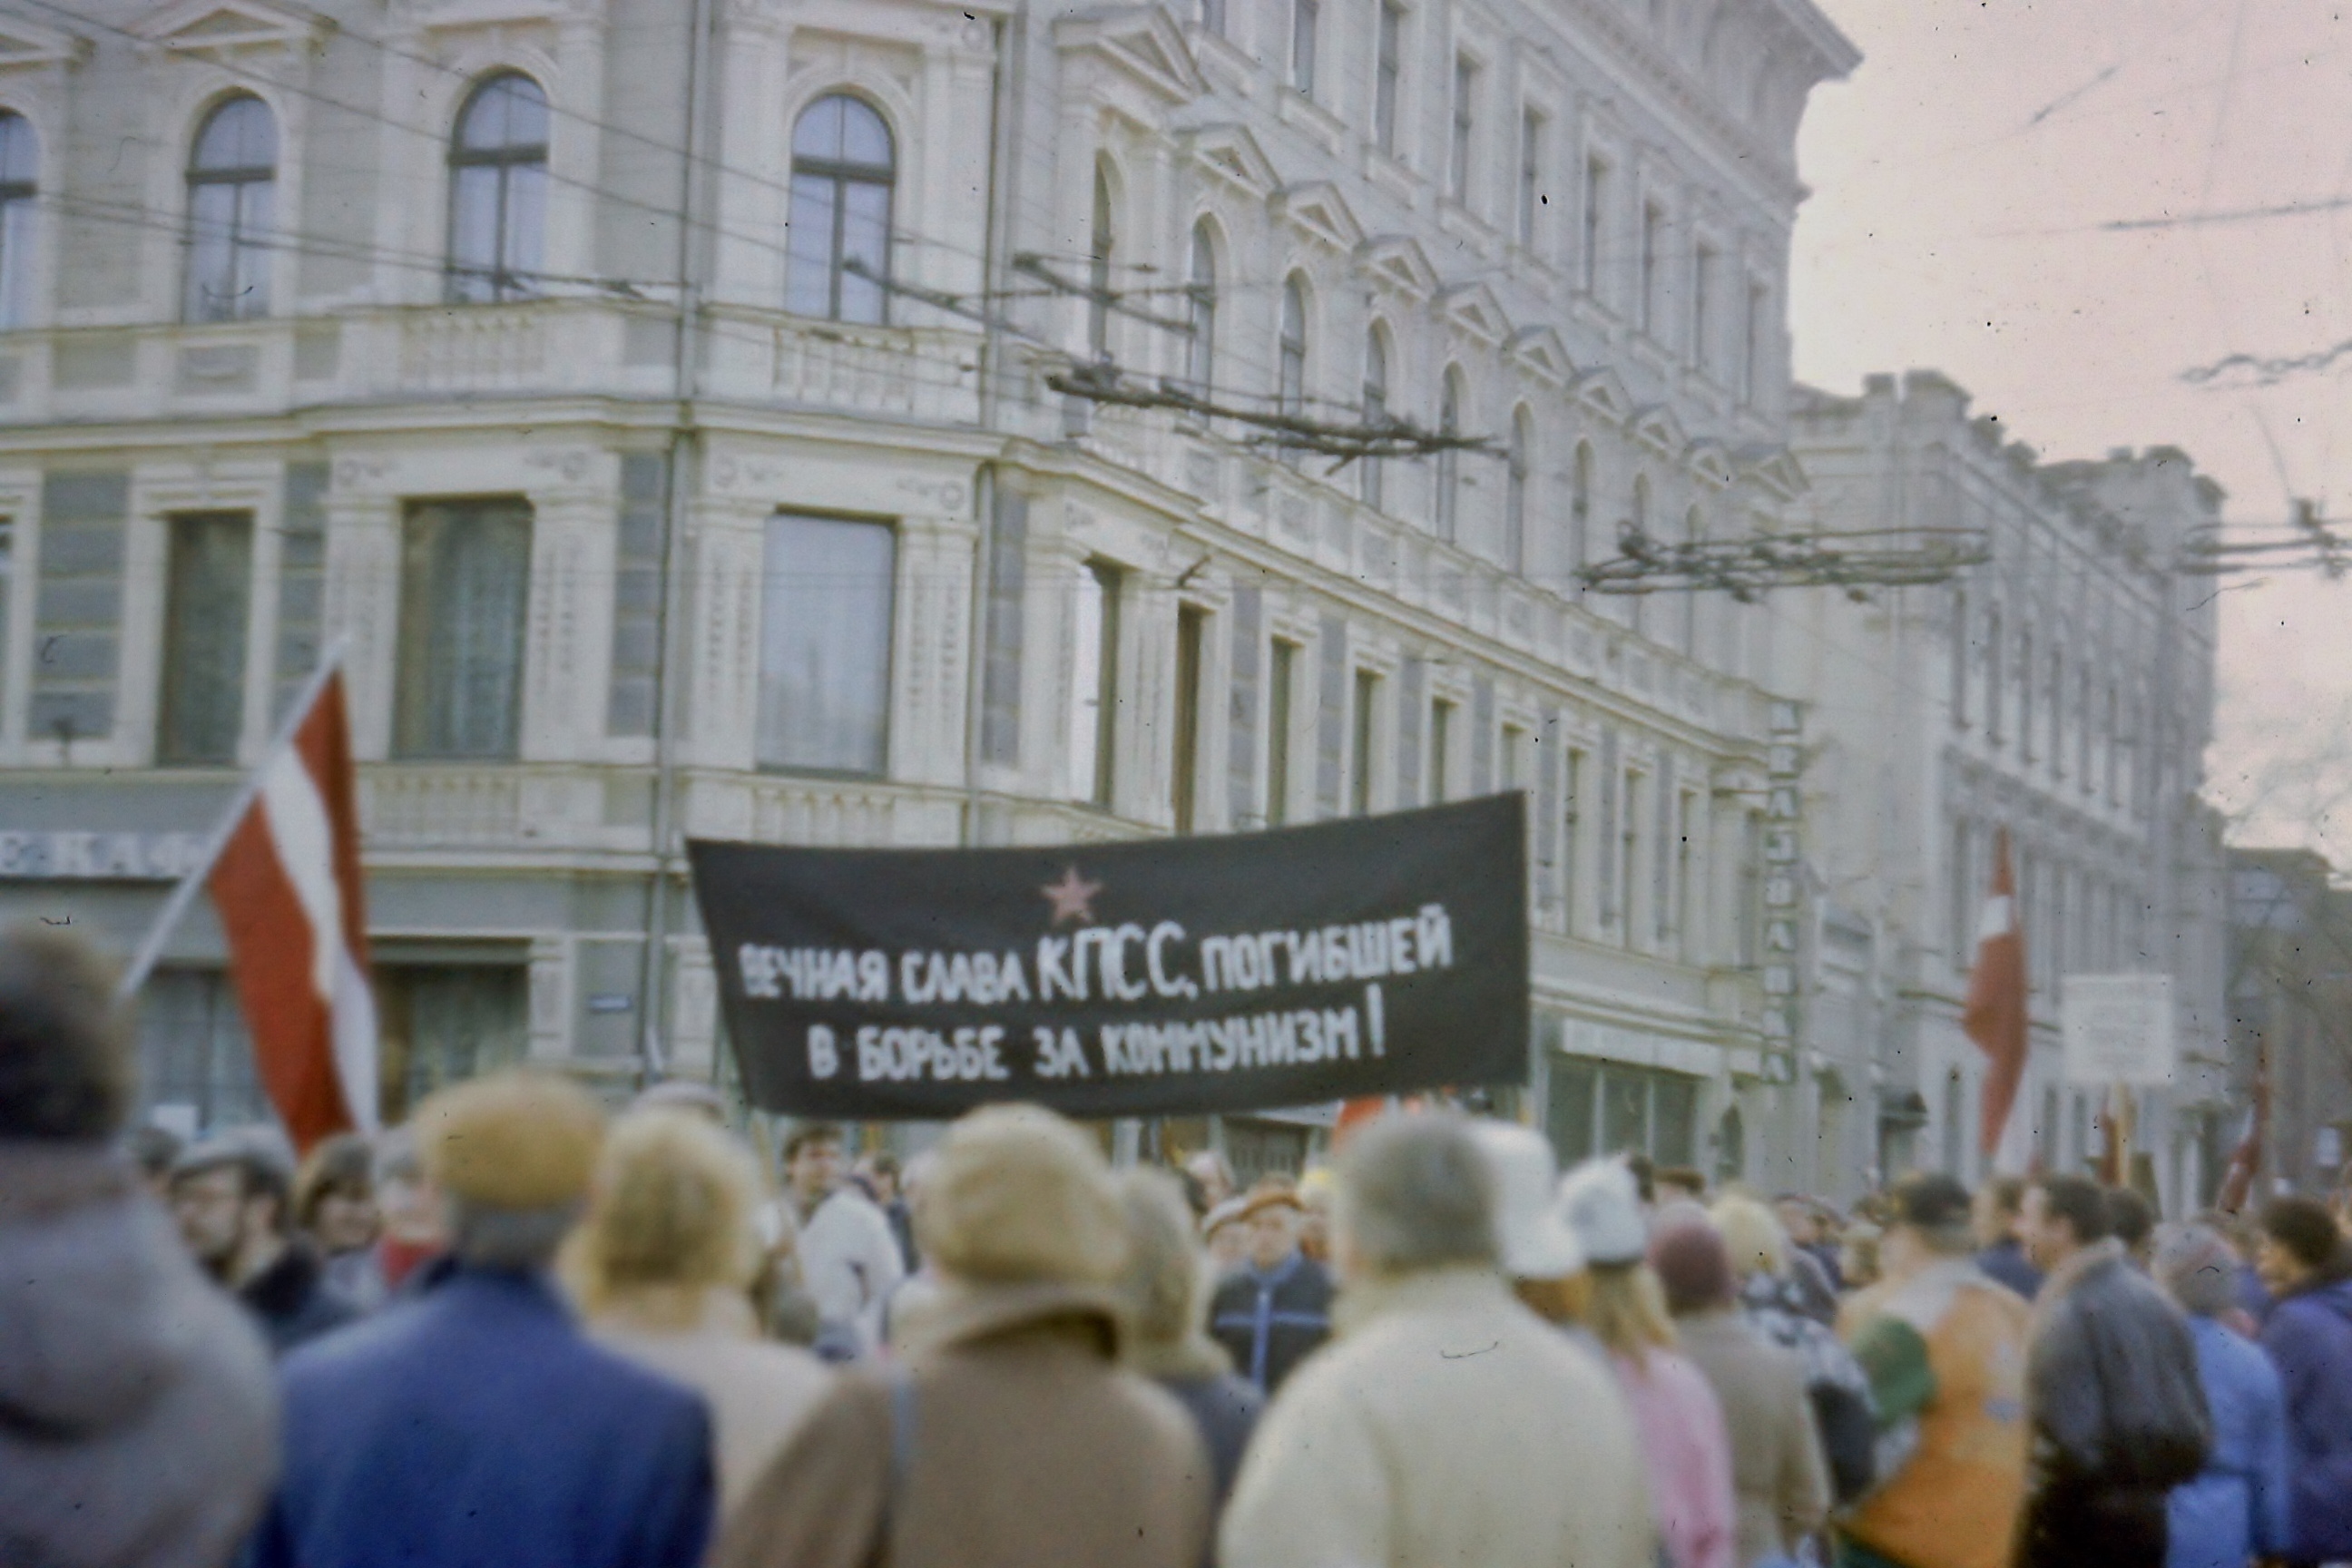 ВЕЧНАЯ СЛАВА КПСС, ПОГИБШЕЙ
В БОРЬБЕ ЗА КОММУНИЗМ!